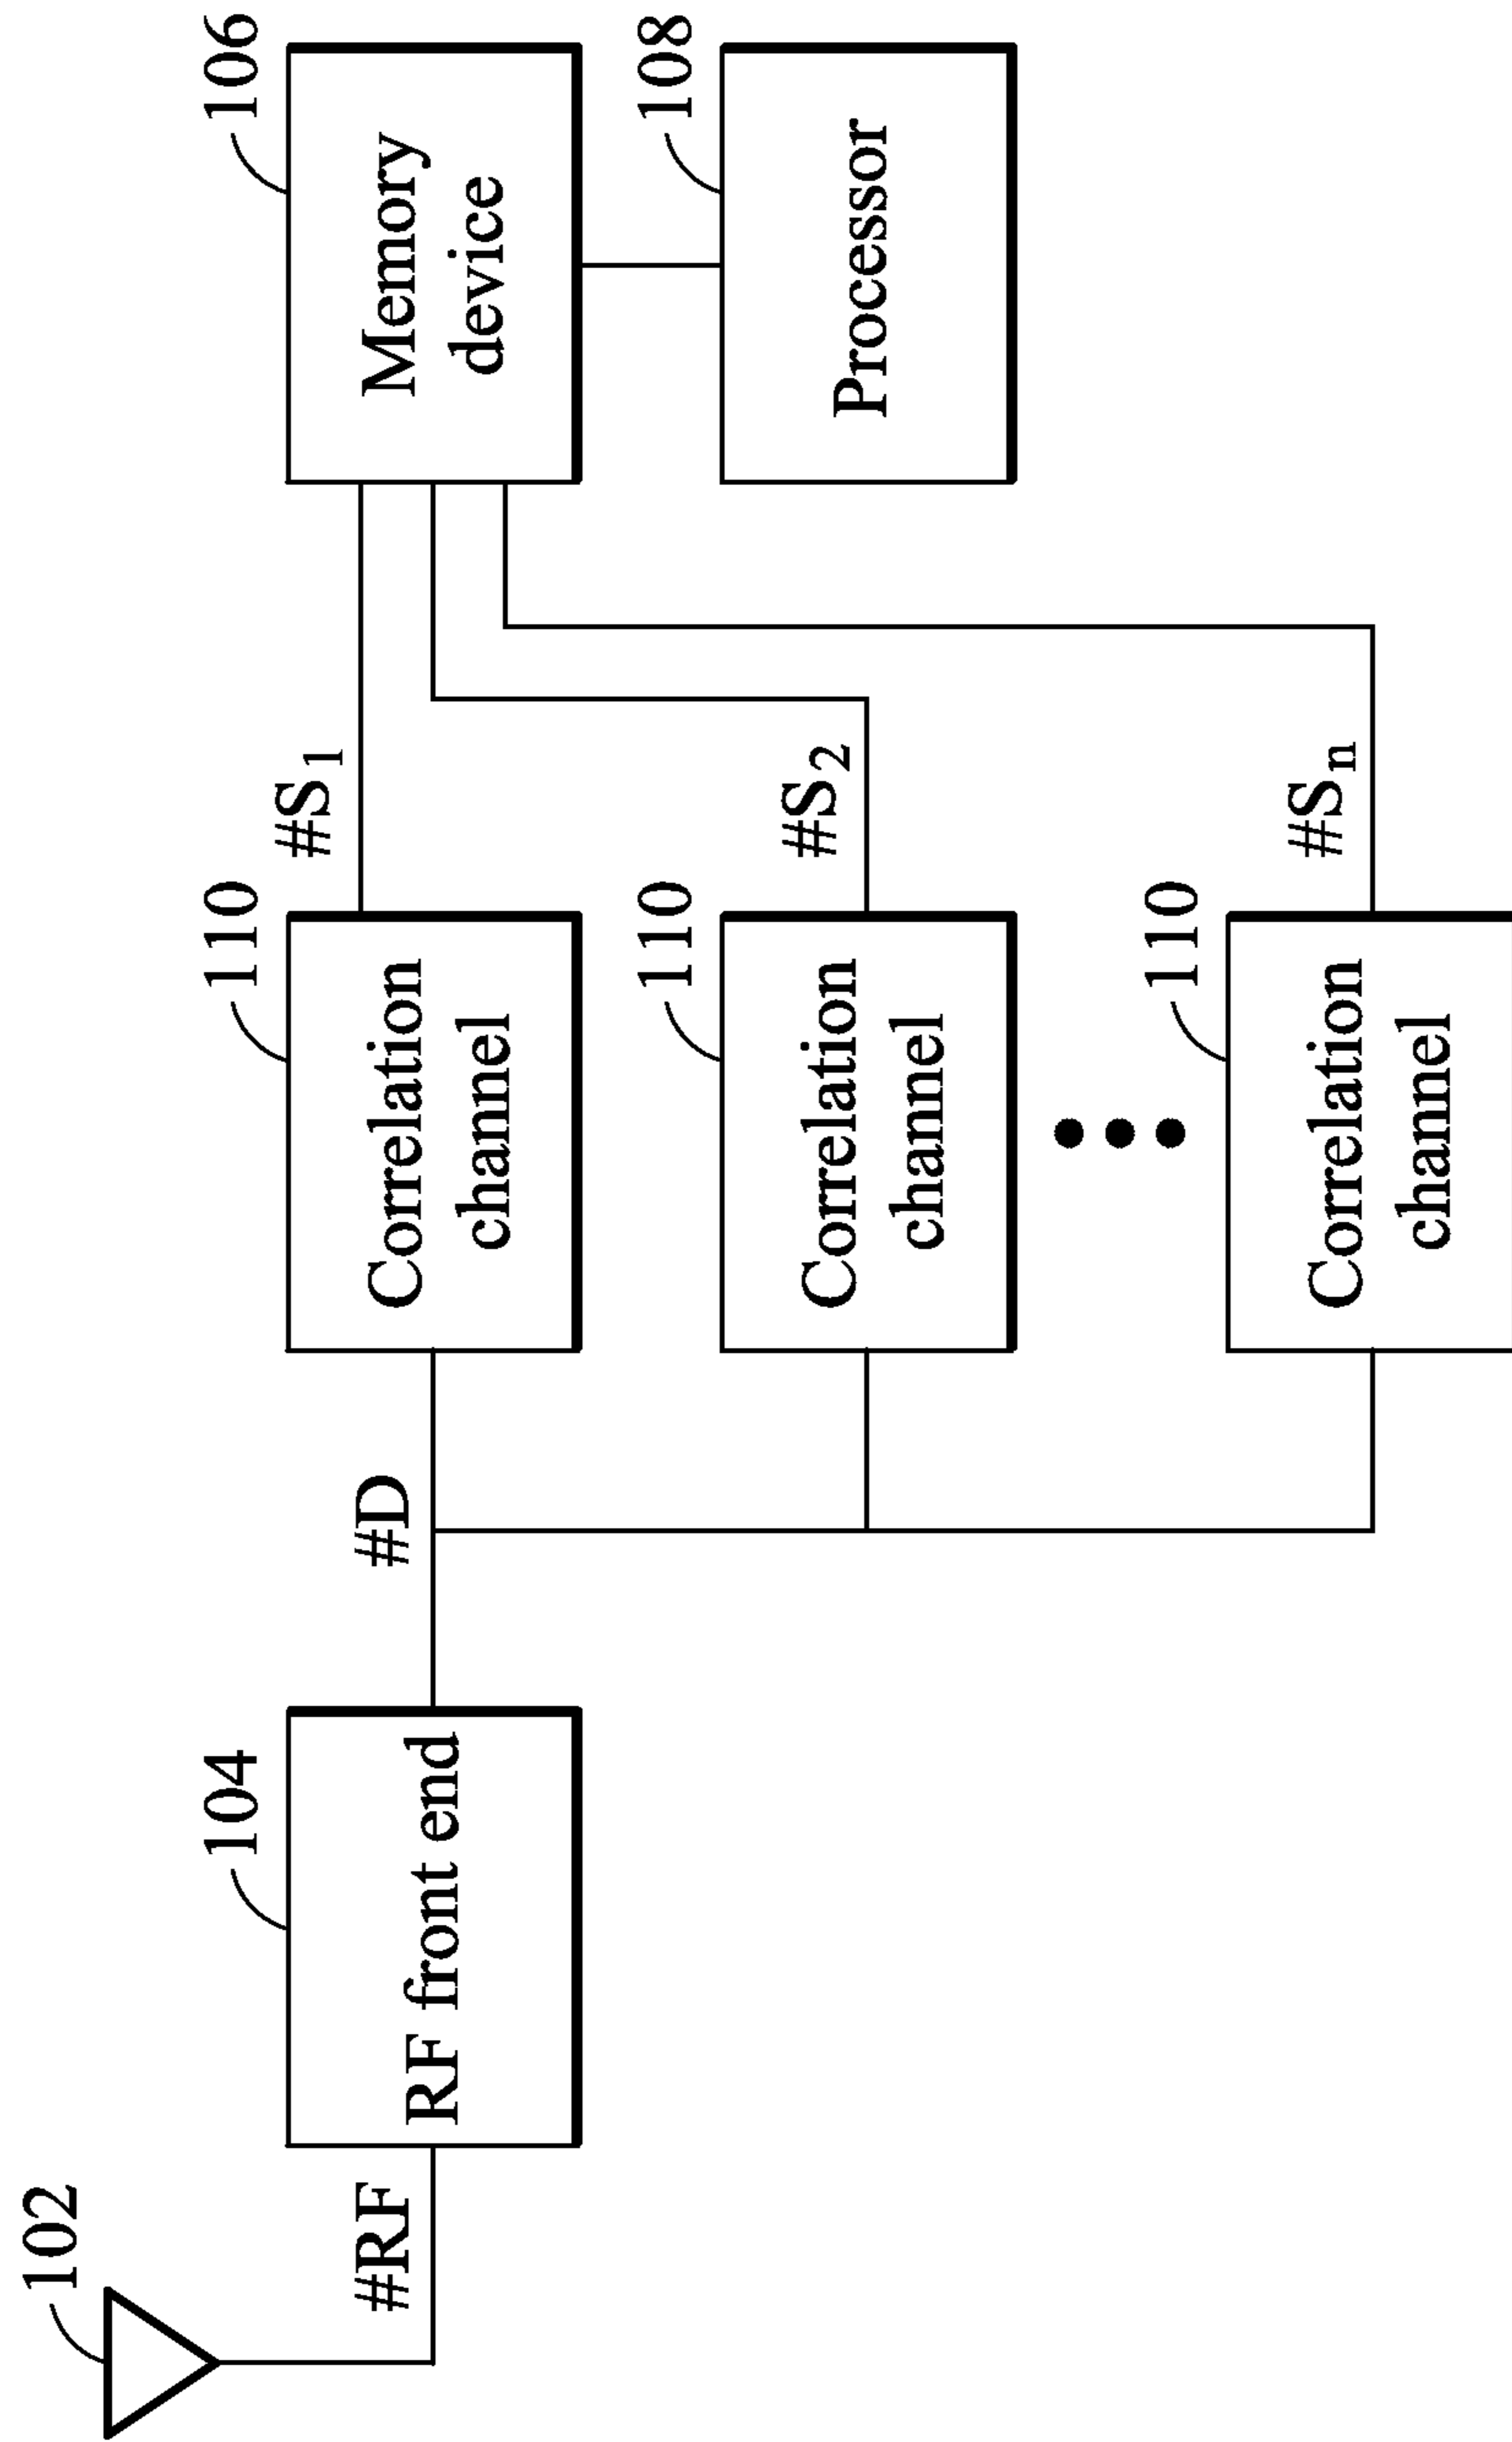 102
#RF
104
RF front end
#D
110
Correlation
channel
#S1
106
Memory
device
110
Correlation
channel
#S2
108
Processor
110
Correlation
channel
#Sn